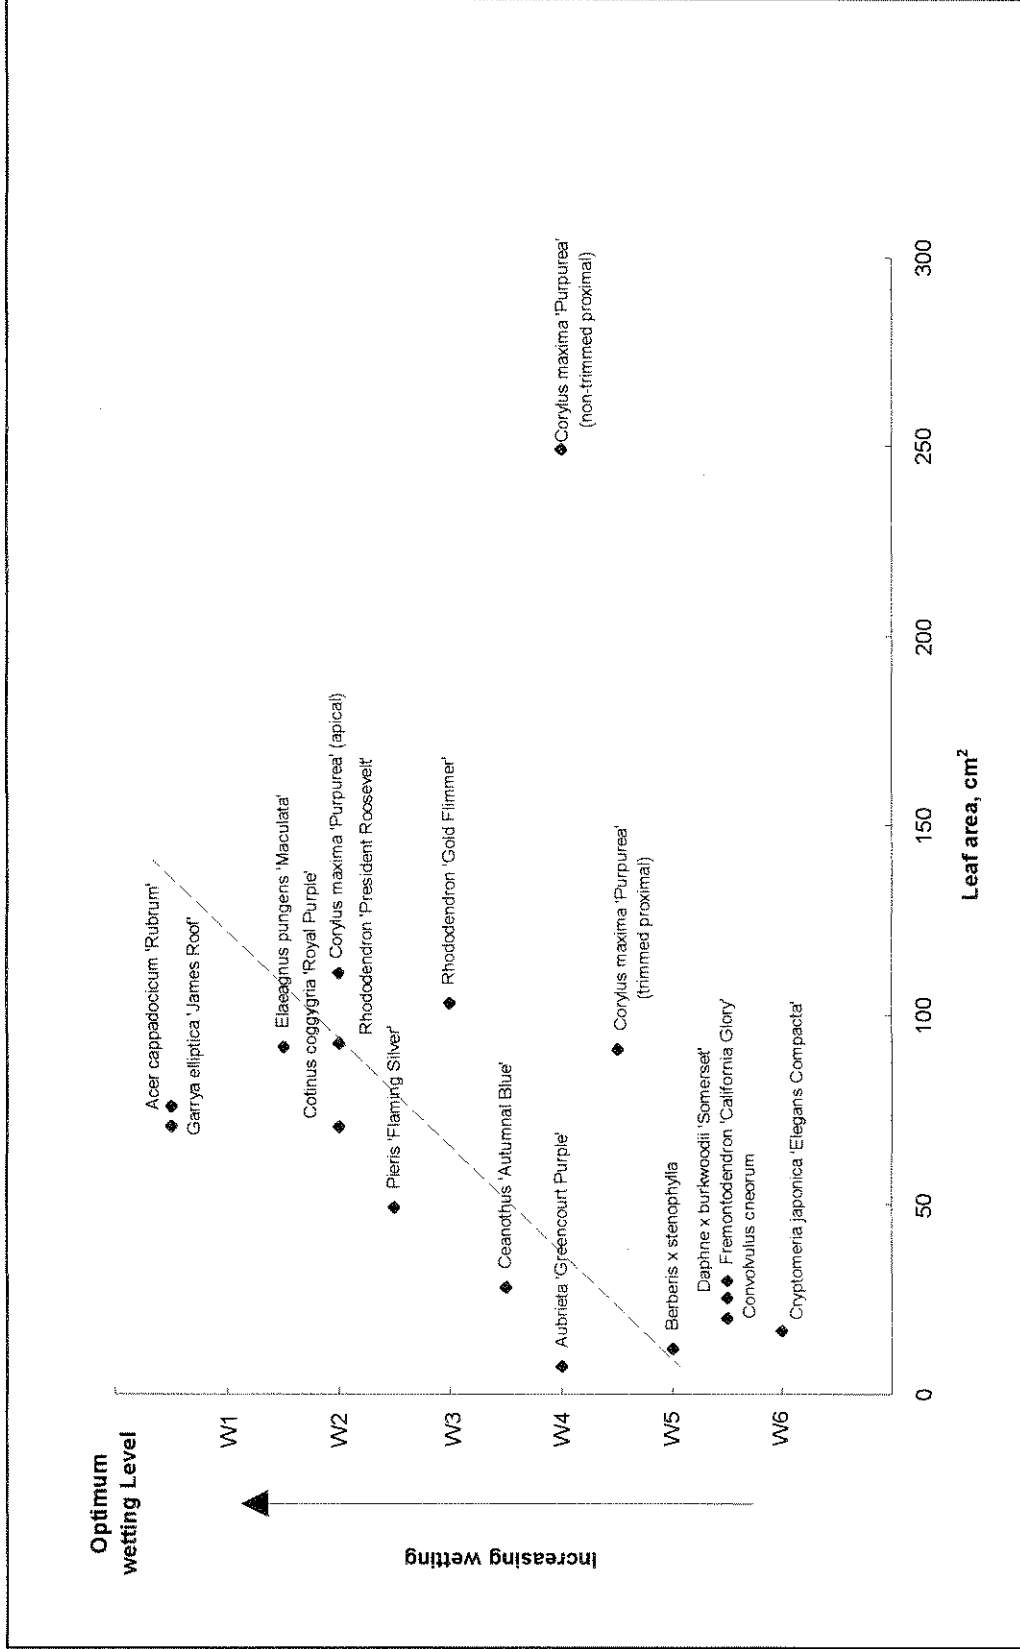 Optimum
wetting Level
Increasing wetting
W1
W2
W3
W4
W5
W6
Acer cappadocicum 'Rubrum'
Garrya elliptica 'James Roof'
Elaeagnus pungens 'Maculata'
Cotinus coggygria 'Royal Purple'
Corylus maxima 'Purpurea' (apical)
Rhododendron 'President Roosevelt'
Pieris 'Flaming Silver'
Rhododendron 'Gold Flimmer'
Ceanothus 'Autumnal Blue'
Aubrieta 'Greencourt Purple'
Corylus maxima 'Purpurea'
(non-trimmed proximal)
Corylus maxima 'Purpurea'
(trimmed proximal)
Berberis x stenophylla
Daphne x burkwoodii 'Somerset'
Fremontodendron 'California Glory'
Convolvulus cneorum
Cryptomeria japonica 'Elegans Compacta'
0
50
100
150
200
250
300
Leaf area, cm²